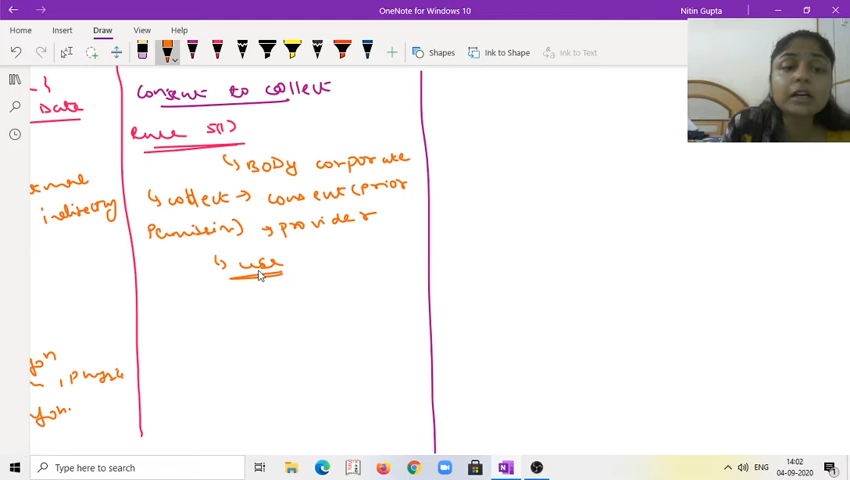 OneNote for Windows 10
Nitin Gupta
Home Insert Draw View Help
Shapes
Ink to Shape
Ink to Text
Data
indirectly
Consent to collect
Rule 5(1)
Body corporate
collect → consent (prior
Permission) → provider
use
Type here to search
ENG
14:02
04-09-2020